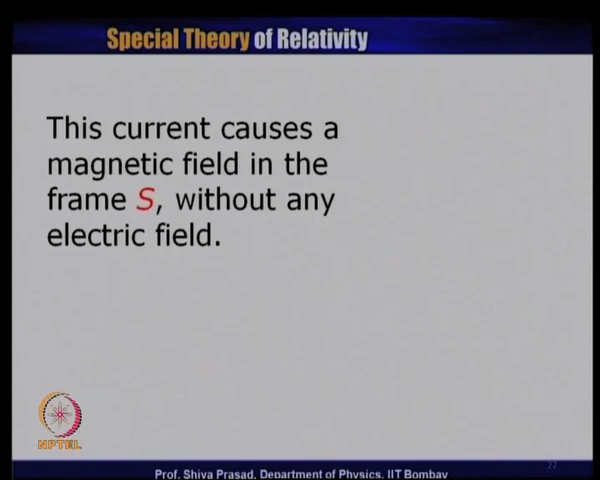 Special Theory of Relativity
This current causes a
magnetic field in the
frame S, without any
electric field.
NPTEL
Prof. Shiva Prasad, Department of Physics, IIT Bombay